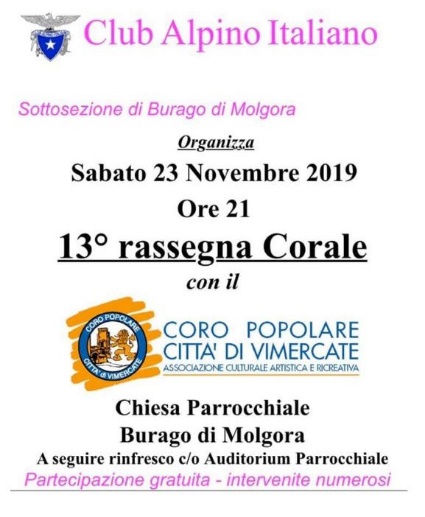 Club Alpino Italiano
Sottosezione di Burago di Molgora
Organizza
Sabato 23 Novembre 2019
Ore 21
13° rassegna Corale
con il
CORO POPOLARE
CITTA' DI VIMERCATE
CORO POPOLARE
CITTA' DI VIMERCATE
ASSOCIAZIONE CULTURALE ARTISTICA E RICREATIVA
Chiesa Parrocchiale
Burago di Molgora
A seguire rinfresco c/o Auditorium Parrocchiale
Partecipazione gratuita - intervenite numerosi